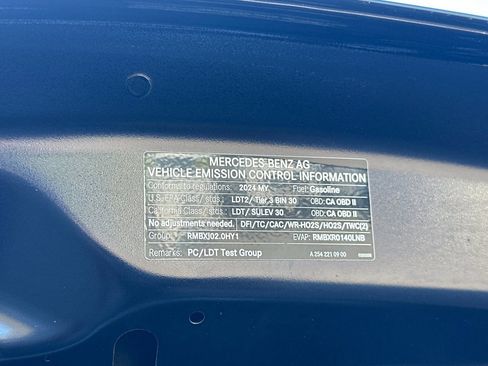 MERCEDES-BENZ AG
VEHICLE EMISSION CONTROL INFORMATION
Conforms to regulations: 2024 MY Fuel: Gasoline
U.S. EPA Class/ stds.: LDT2/ Tier 3 BIN 30 OBD: CA OBD II
California Class/ stds.: LDT/ SULEV 30 OBD: CA OBD II
No adjustments needed. DFI/TC/CAC/WR-HO2S/HO2S/TWC(2)
Group: RMBXJ02.0HY1 EVAP: RMBXR0140LNB
Remarks: PC/LDT Test Group A 254 221 09 00